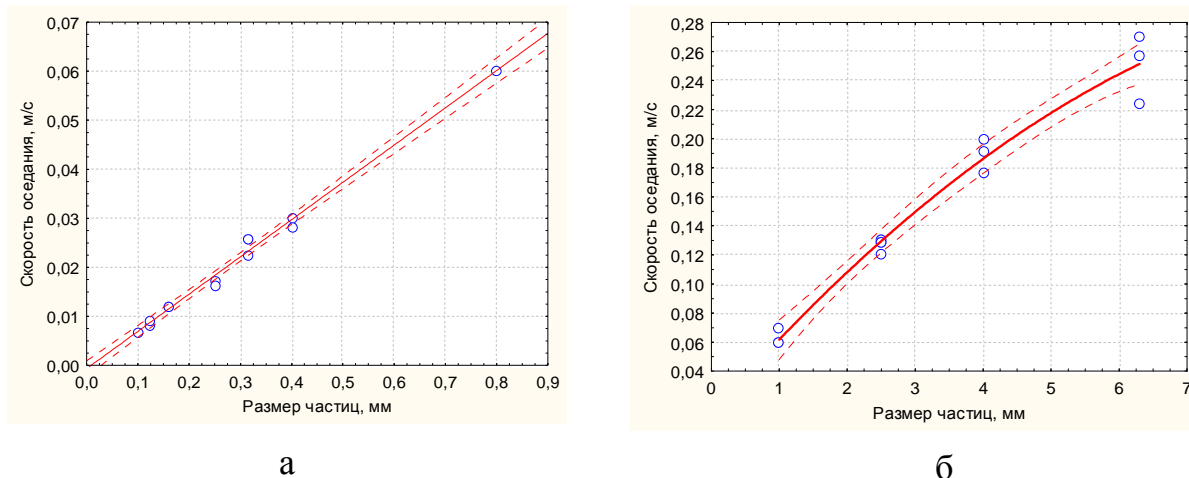 0,07
0,06
0,05
0,04
0,03
0,02
0,01
0,00
Скорость оседания, м/с
0,0 0,1 0,2 0,3 0,4 0,5 0,6 0,7 0,8 0,9
Размер частиц, мм
а
0,28
0,26
0,24
0,22
0,20
0,18
0,16
0,14
0,12
0,10
0,08
0,06
0,04
Скорость оседания, м/с
0 1 2 3 4 5 6 7
Размер частиц, мм
б